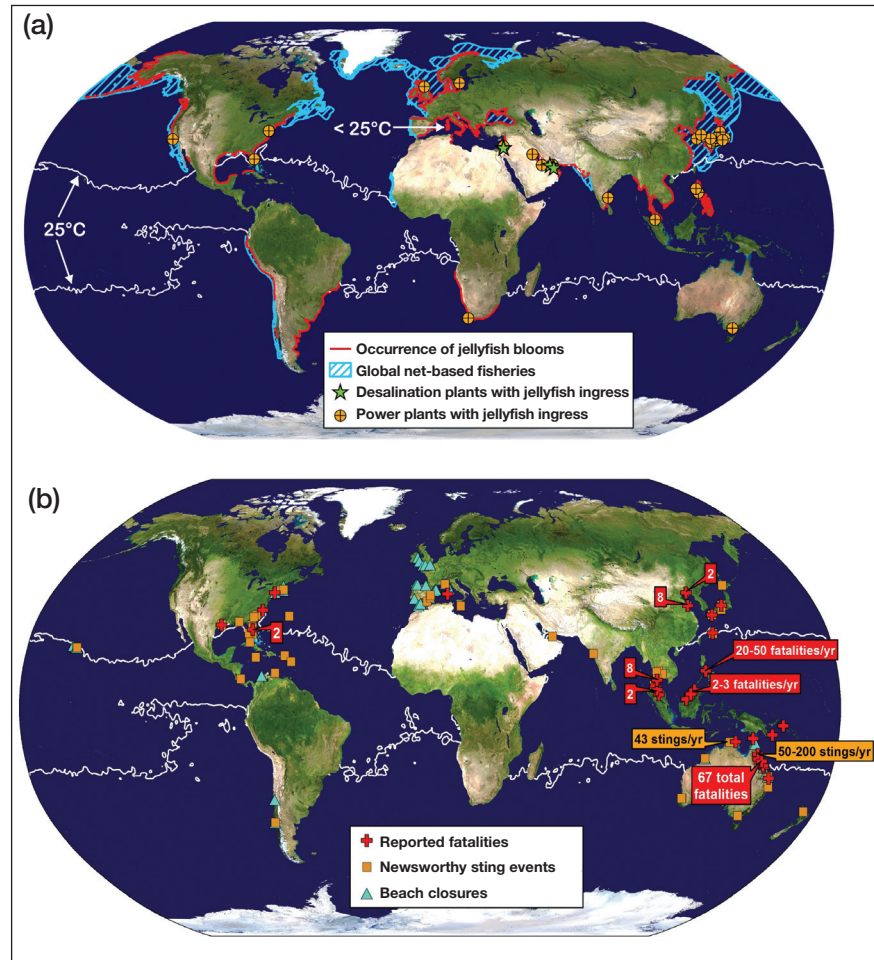 (a)
< 25°C
25°C
Occurrence of jellyfish blooms
Global net-based fisheries
Desalination plants with jellyfish ingress
Power plants with jellyfish ingress
(b)
2
8
2
20-50 fatalities/yr
8
2-3 fatalities/yr
2
43 stings/yr
50-200 stings/yr
67 total
fatalities
Reported fatalities
Newsworthy sting events
Beach closures